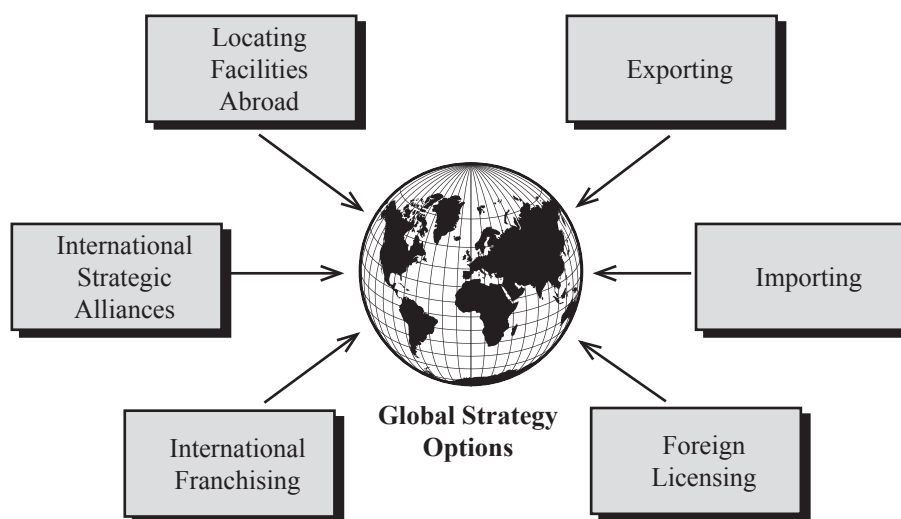 Locating
Facilities
Abroad
Exporting
International
Strategic
Alliances
Importing
International
Franchising
Global Strategy
Options
Foreign
Licensing